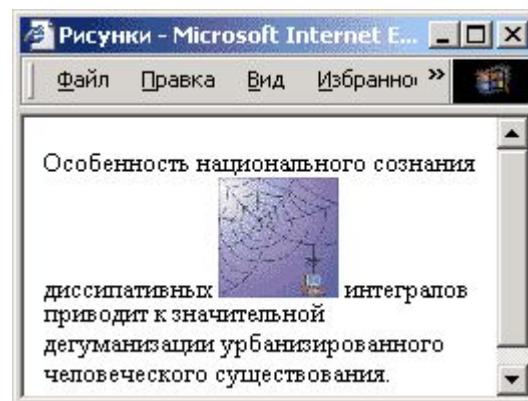 Рисунки - Microsoft Internet E...
Файл Правка Вид Избранно »
Особенность национального сознания
диссипативных интегралов
приводит к значительной
дегуманизации урбанизированного
человеческого существования.